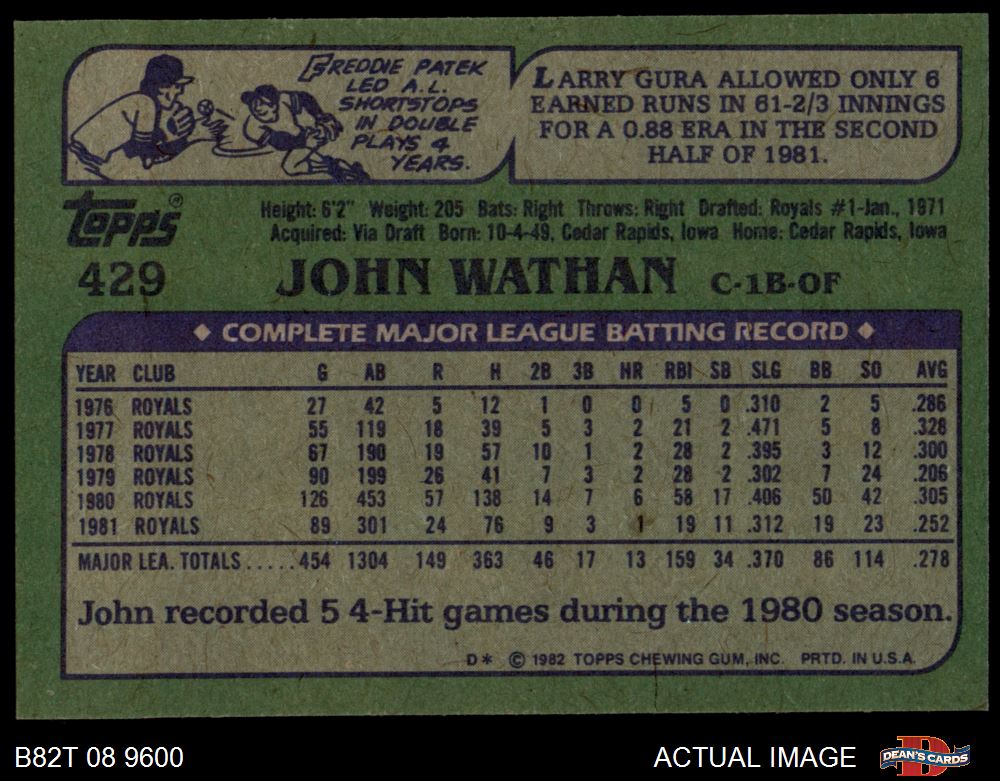 FREDDIE PATEK
LED A.L.
SHORTSTOPS
IN DOUBLE
PLAYS 4
YEARS.
LARRY GURA ALLOWED ONLY 6
EARNED RUNS IN 61-2/3 INNINGS
FOR A 0.88 ERA IN THE SECOND
HALF OF 1981.
Topps®
Height: 6'2" Weight: 205 Bats: Right Throws: Right Drafted: Royals #1-Jan., 1971
Acquired: Via Draft Born: 10-4-49, Cedar Rapids, Iowa Home: Cedar Rapids, Iowa
429 JOHN WATHAN C-1B-OF
◆ COMPLETE MAJOR LEAGUE BATTING RECORD ◆
YEAR CLUB G AB R H 2B 3B HR RBI SB SLG BB SO AVG
1976 ROYALS 27 42 5 12 1 0 0 5 0 .310 2 5 .286
1977 ROYALS 55 119 18 39 5 3 2 21 2 .471 5 8 .328
1978 ROYALS 67 190 19 57 10 1 2 28 2 .395 3 12 .300
1979 ROYALS 90 199 26 41 7 3 2 28 2 .302 7 24 .206
1980 ROYALS 126 453 57 138 14 7 6 58 17 .406 50 42 .305
1981 ROYALS 89 301 24 76 9 3 1 19 11 .312 19 23 .252
MAJOR LEA. TOTALS.....454 1304 149 363 46 17 13 159 34 .370 86 114 .278
John recorded 5 4-Hit games during the 1980 season.
D* © 1982 TOPPS CHEWING GUM, INC. PRTD. IN U.S.A.
B82T 08 9600 ACTUAL IMAGE DEAN'S CARDS